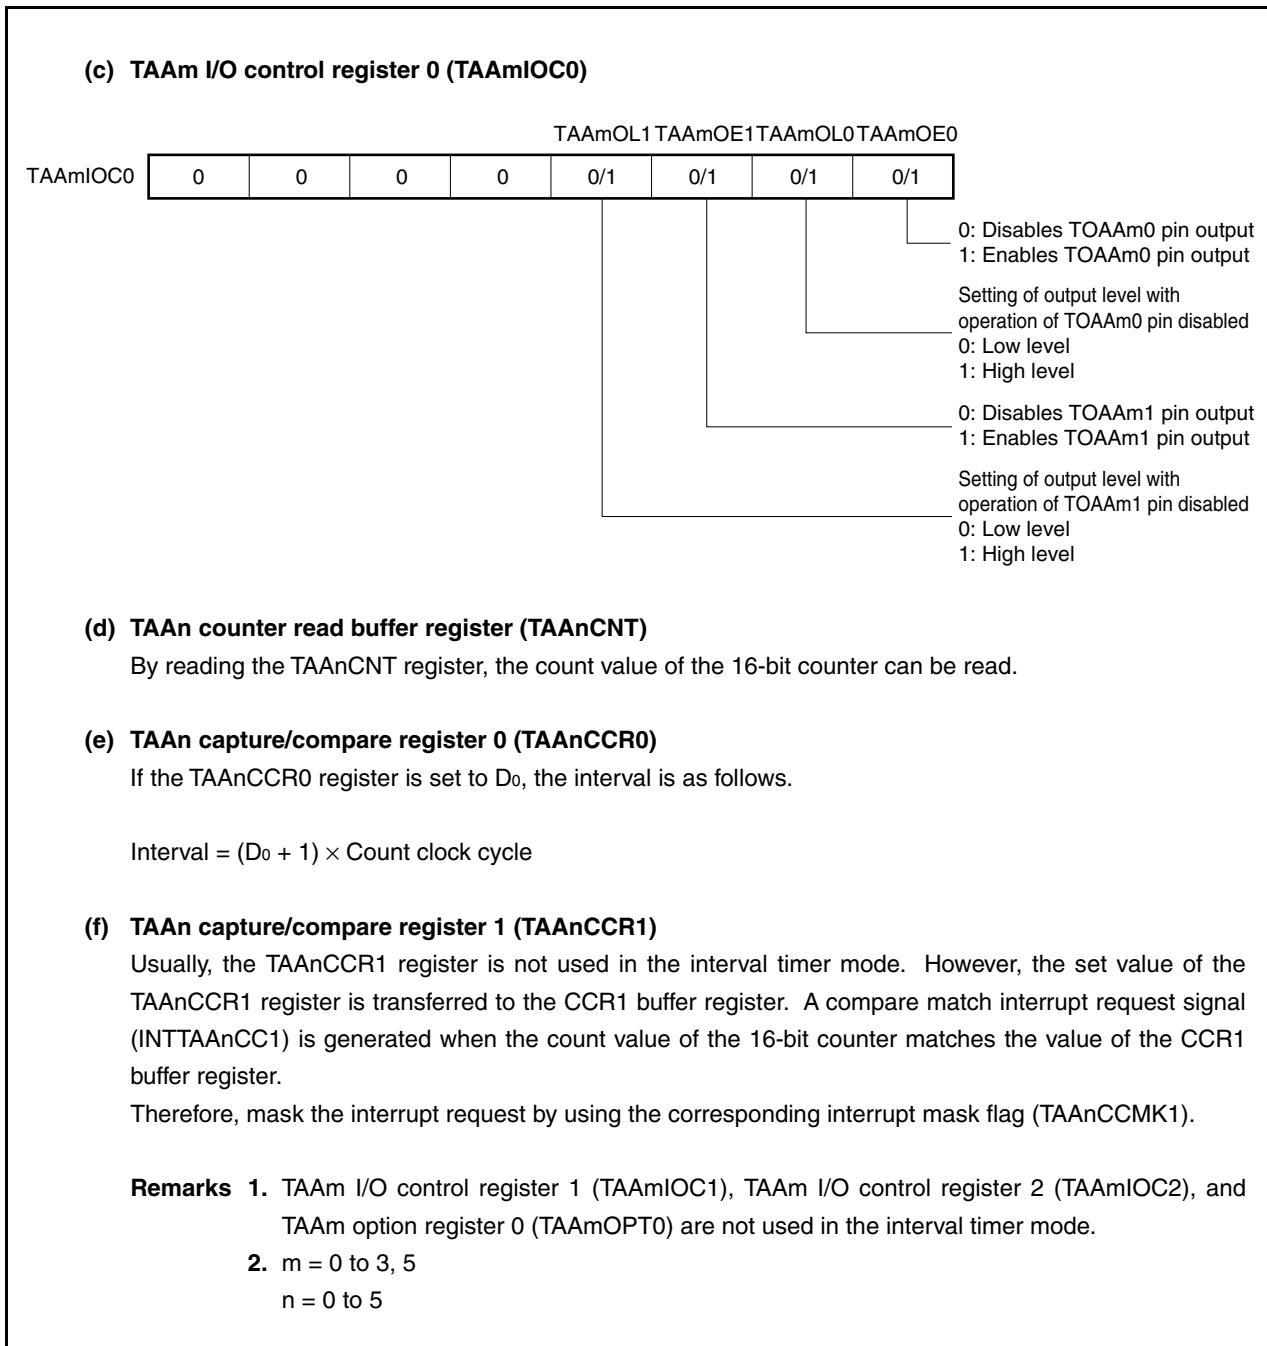 (c) TAAm I/O control register 0 (TAAmIOC0)
TAAmOL1 TAAmOE1 TAAmOL0 TAAmOE0
TAAmIOC0 0 0 0 0 0/1 0/1 0/1 0/1
0: Disables TOAAm0 pin output
1: Enables TOAAm0 pin output
Setting of output level with
operation of TOAAm0 pin disabled
0: Low level
1: High level
0: Disables TOAAm1 pin output
1: Enables TOAAm1 pin output
Setting of output level with
operation of TOAAm1 pin disabled
0: Low level
1: High level
(d) TAAn counter read buffer register (TAAnCNT)
By reading the TAAnCNT register, the count value of the 16-bit counter can be read.
(e) TAAn capture/compare register 0 (TAAnCCR0)
If the TAAnCCR0 register is set to D0, the interval is as follows.
Interval = (D0 + 1) × Count clock cycle
(f) TAAn capture/compare register 1 (TAAnCCR1)
Usually, the TAAnCCR1 register is not used in the interval timer mode. However, the set value of the
TAAnCCR1 register is transferred to the CCR1 buffer register. A compare match interrupt request signal
(INTTAAnCC1) is generated when the count value of the 16-bit counter matches the value of the CCR1
buffer register.
Therefore, mask the interrupt request by using the corresponding interrupt mask flag (TAAnCCMK1).
Remarks 1. TAAm I/O control register 1 (TAAmIOC1), TAAm I/O control register 2 (TAAmIOC2), and
TAAm option register 0 (TAAmOPT0) are not used in the interval timer mode.
2. m = 0 to 3, 5
n = 0 to 5